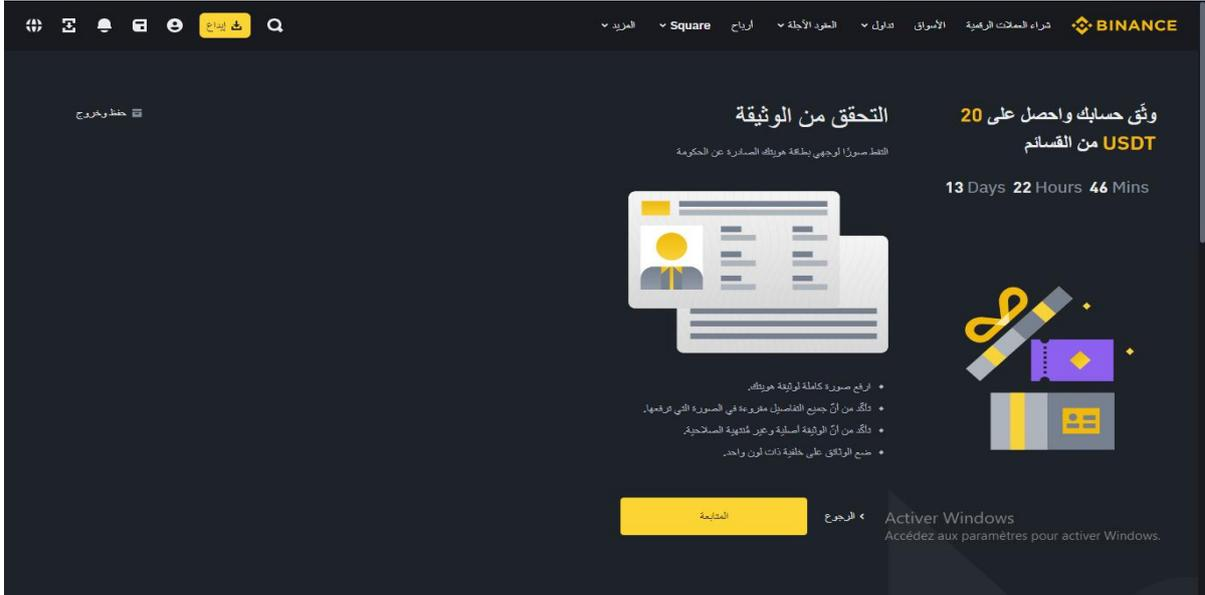 BINANCE
شراء العملات الرقمية
الأسواق
تداول
العقود الآجلة
أرباح
Square
المزيد
إيداع
وثِّق حسابك واحصل على 20
USDT من القسائم
13 Days 22 Hours 46 Mins
التحقق من الوثيقة
التقط صورًا لوجهي بطاقة هويتك الصادرة عن الحكومة
حفظ وخروج
ارفع صورة كاملة لوثيقة هويتك.
تأكَّد من أنّ جميع التفاصيل مقروءة في الصورة التي ترفعها.
تأكَّد من أنّ الوثيقة أصلية وغير مُنتهية الصلاحية.
ضع الوثائق على خلفية ذات لون واحد.
الرجوع
المتابعة
Activer Windows
Accédez aux paramètres pour activer Windows.